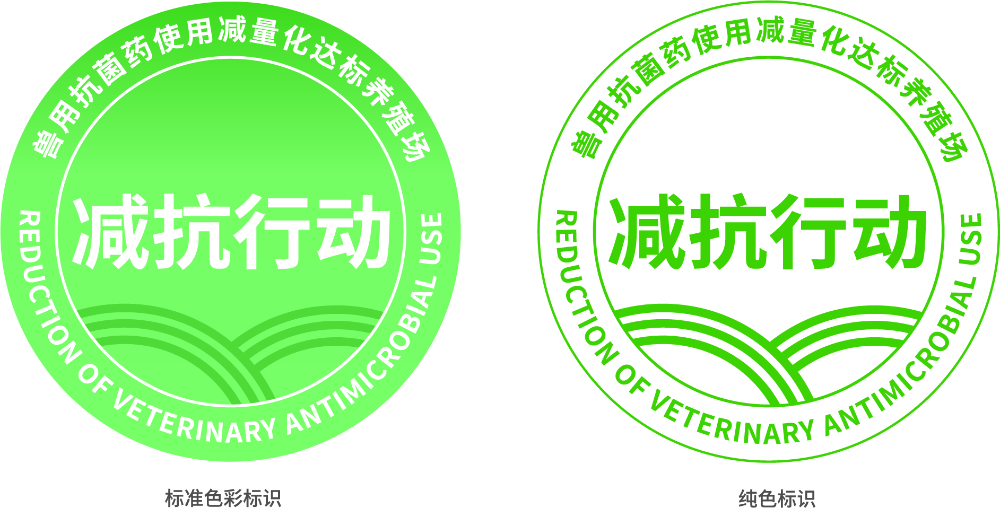 兽用抗菌药使用减量化达标养殖场
减抗行动
REDUCTION OF VETERINARY ANTIMICROBIAL USE
标准色彩标识
兽用抗菌药使用减量化达标养殖场
减抗行动
REDUCTION OF VETERINARY ANTIMICROBIAL USE
纯色标识